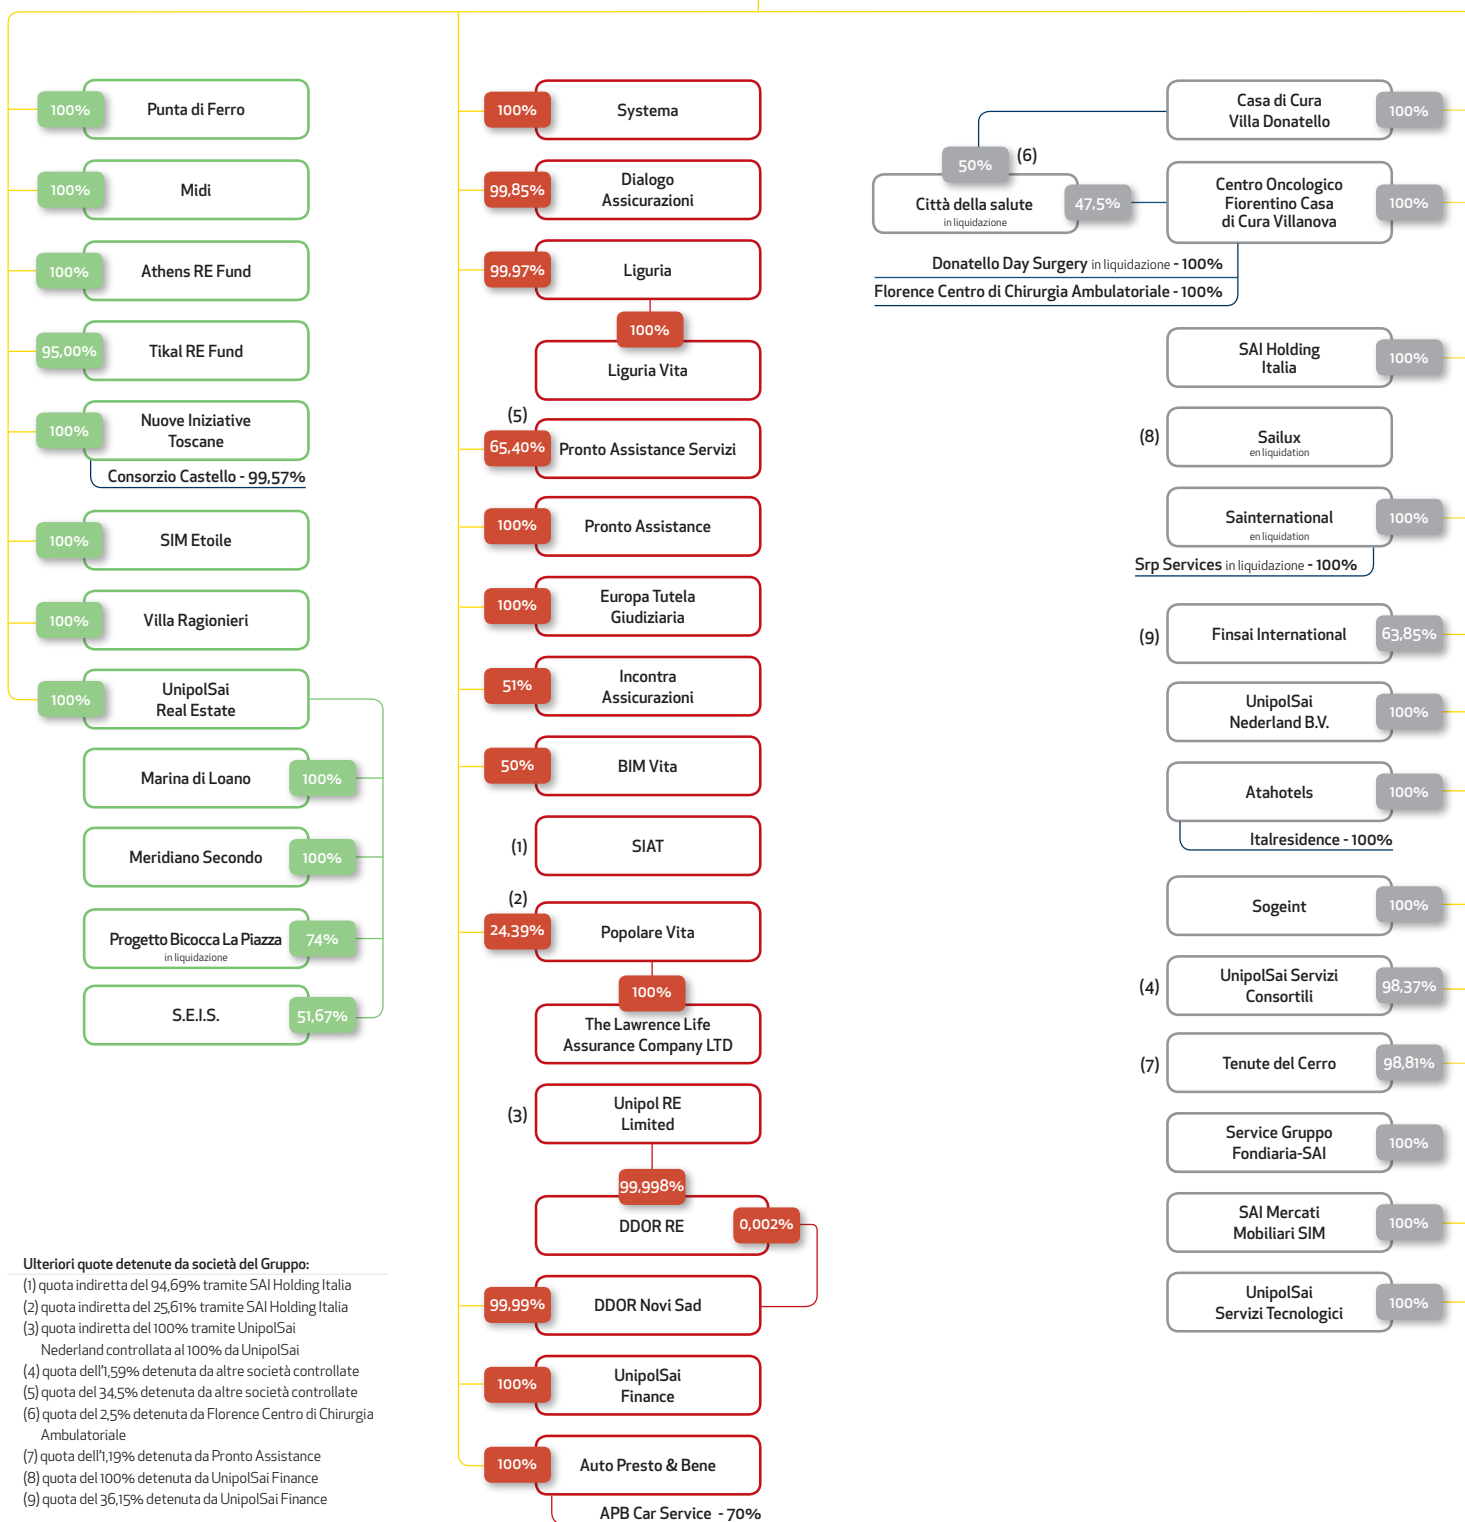 100%
Punta di Ferro
100%
Midi
100%
Athens RE Fund
95,00%
Tikal RE Fund
100%
Nuove Iniziative
Toscane
Consorzio Castello - 99,57%
100%
SIM Etoile
100%
Villa Ragionieri
100%
UnipolSai
Real Estate
Marina di Loano
100%
Meridiano Secondo
100%
Progetto Bicocca La Piazza
in liquidazione
74%
S.E.I.S.
51,67%
Ulteriori quote detenute da società del Gruppo:
(1) quota indiretta del 94,69% tramite SAI Holding Italia
(2) quota indiretta del 25,61% tramite SAI Holding Italia
(3) quota indiretta del 100% tramite UnipolSai
Nederland controllata al 100% da UnipolSai
(4) quota dell'1,59% detenuta da altre società controllate
(5) quota del 34,5% detenuta da altre società controllate
(6) quota del 2,5% detenuta da Florence Centro di Chirurgia
Ambulatoriale
(7) quota dell'1,19% detenuta da Pronto Assistance
(8) quota del 100% detenuta da UnipolSai Finance
(9) quota del 36,15% detenuta da UnipolSai Finance
100%
Systema
99,85%
Dialogo
Assicurazioni
99,97%
Liguria
100%
Liguria Vita
(5)
65,40%
Pronto Assistance Servizi
100%
Pronto Assistance
100%
Europa Tutela
Giudiziaria
51%
Incontra
Assicurazioni
50%
BIM Vita
(1)
SIAT
(2)
24,39%
Popolare Vita
100%
The Lawrence Life
Assurance Company LTD
(3)
Unipol RE
Limited
99,998%
DDOR RE
0,002%
99,99%
DDOR Novi Sad
100%
UnipolSai
Finance
100%
Auto Presto & Bene
APB Car Service - 70%
Casa di Cura
Villa Donatello
100%
50%
(6)
Città della salute
in liquidazione
47,5%
Centro Oncologico
Fiorentino Casa
di Cura Villanova
100%
Donatello Day Surgery in liquidazione - 100%
Florence Centro di Chirurgia Ambulatoriale - 100%
SAI Holding
Italia
100%
(8)
Sailux
en liquidation
Sainternational
en liquidation
100%
Srp Services in liquidazione - 100%
(9)
Finsai International
63,85%
UnipolSai
Nederland B.V.
100%
Atahotels
100%
Italresidence - 100%
Sogeint
100%
(4)
UnipolSai Servizi
Consortili
98,37%
(7)
Tenute del Cerro
98,81%
Service Gruppo
Fondiaria-SAI
100%
SAI Mercati
Mobiliari SIM
100%
UnipolSai
Servizi Tecnologici
100%